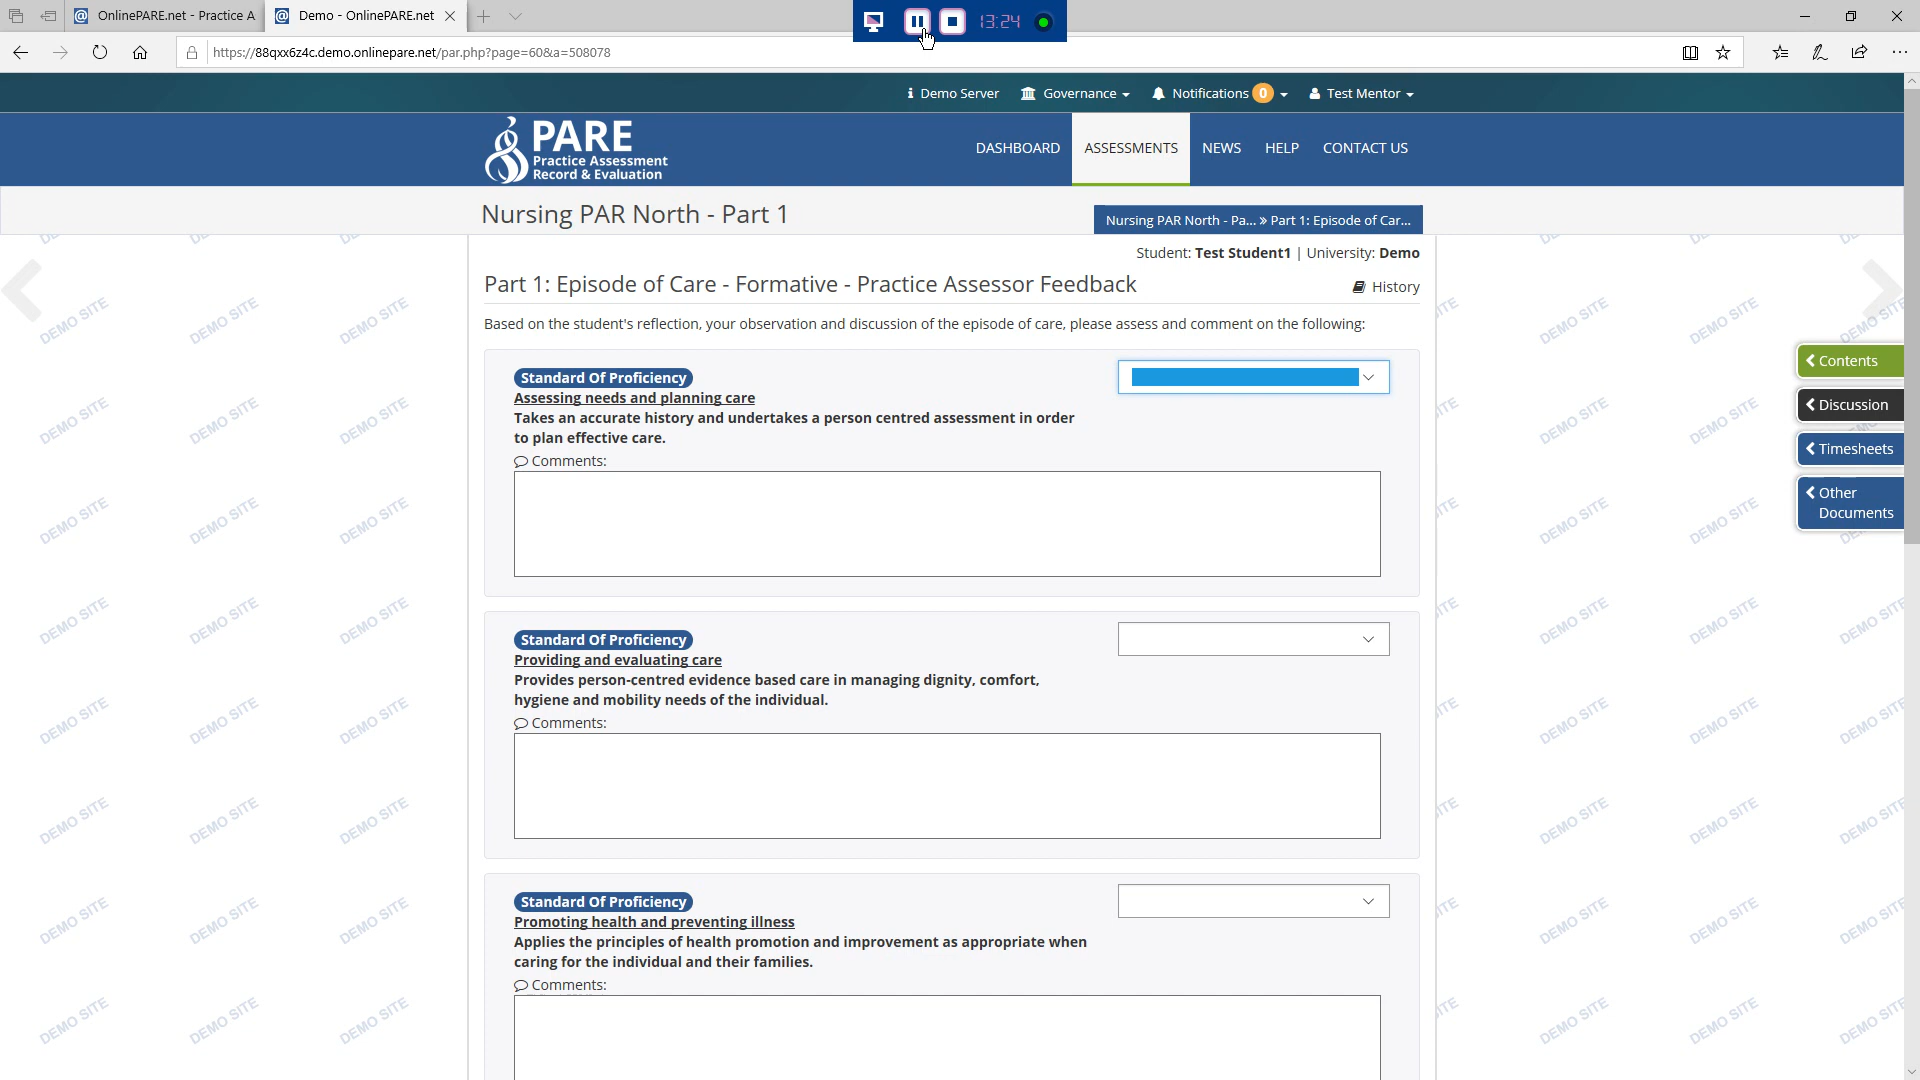 OnlinePARE.net - Practice A
Demo - OnlinePARE.net
13:24
https://88qxx6z4c.demo.onlinepare.net/par.php?page=60&a=508078
Demo Server
Governance
Notifications 0
Test Mentor
PARE
Practice Assessment
Record & Evaluation
DASHBOARD
ASSESSMENTS
NEWS
HELP
CONTACT US
Nursing PAR North - Part 1
Nursing PAR North - Pa... » Part 1: Episode of Car...
Student: Test Student1 | University: Demo
Part 1: Episode of Care - Formative - Practice Assessor Feedback
History
Based on the student's reflection, your observation and discussion of the episode of care, please assess and comment on the following:
Standard Of Proficiency
Assessing needs and planning care
Takes an accurate history and undertakes a person centred assessment in order
to plan effective care.
Comments:
Standard Of Proficiency
Providing and evaluating care
Provides person-centred evidence based care in managing dignity, comfort,
hygiene and mobility needs of the individual.
Comments:
Standard Of Proficiency
Promoting health and preventing illness
Applies the principles of health promotion and improvement as appropriate when
caring for the individual and their families.
Comments:
Contents
Discussion
Timesheets
Other
Documents
DEMO SITE